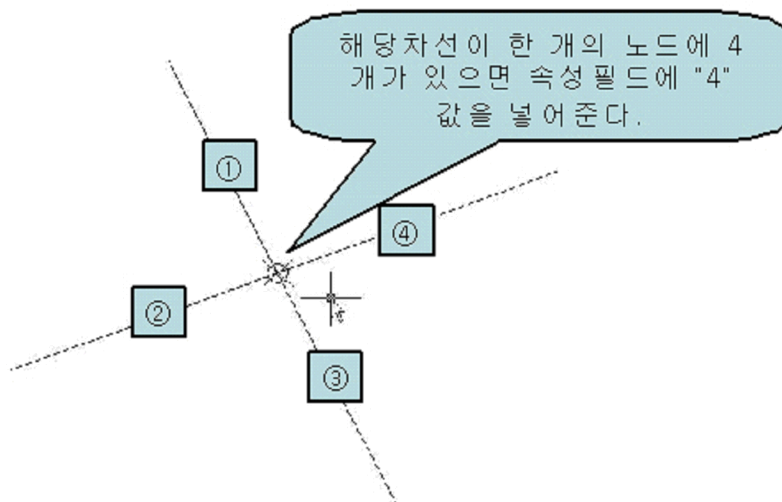 해당차선이 한 개의 노드에 4
개가 있으면 속성필드에 "4"
값을 넣어준다.
①
④
②
③